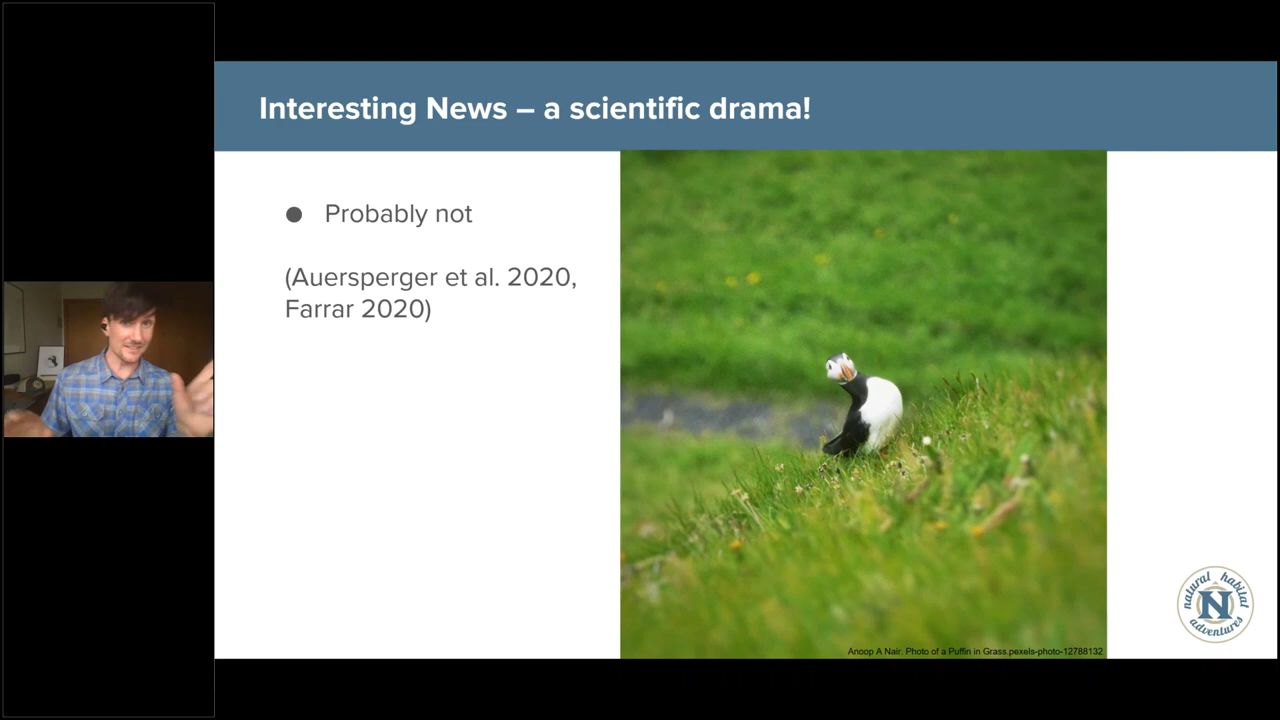 Interesting News – a scientific drama!
● Probably not
(Auersperger et al. 2020,
Farrar 2020)
Anoop A Nair. Photo of a Puffin in Grass.pexels-photo-12788132
natural habitat
N
adventures